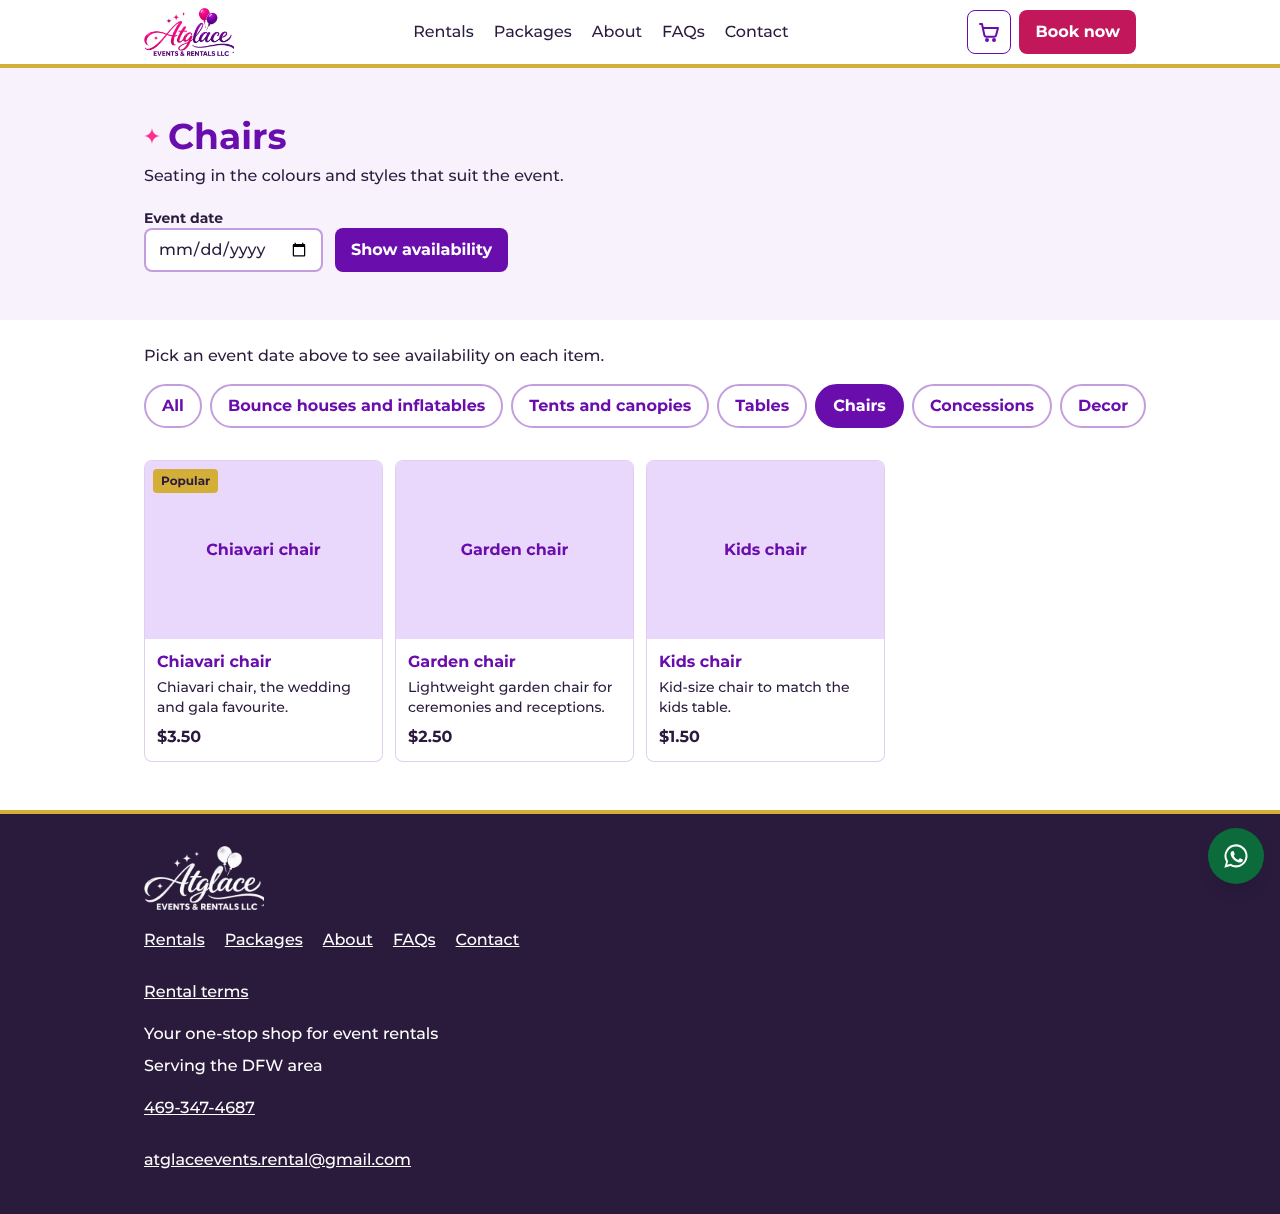 Atglace
EVENTS & RENTALS LLC
Rentals Packages About FAQs Contact
Book now
Chairs
Seating in the colours and styles that suit the event.
Event date
mm/dd/yyyy
Show availability
Pick an event date above to see availability on each item.
All Bounce houses and inflatables Tents and canopies Tables Chairs Concessions Decor
Popular
Chiavari chair
Garden chair
Kids chair
Chiavari chair
Chiavari chair, the wedding
and gala favourite.
$3.50
Garden chair
Lightweight garden chair for
ceremonies and receptions.
$2.50
Kids chair
Kid-size chair to match the
kids table.
$1.50
Atglace
EVENTS & RENTALS LLC
Rentals Packages About FAQs Contact
Rental terms
Your one-stop shop for event rentals
Serving the DFW area
469-347-4687
atglaceevents.rental@gmail.com